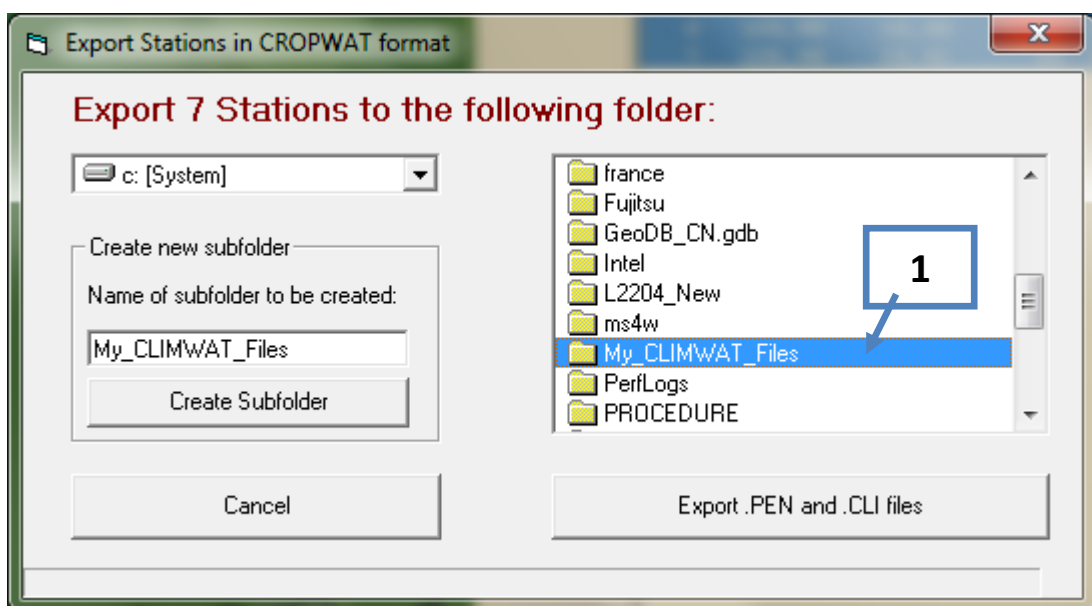 Export Stations in CROPWAT format
x
Export 7 Stations to the following folder:
c: [System]
Create new subfolder
Name of subfolder to be created:
My_CLIMWAT_Files
Create Subfolder
Cancel
france
Fujitsu
GeoDB_CN.gdb
Intel
L2204_New
ms4w
My_CLIMWAT_Files
PerfLogs
PROCEDURE
1
Export .PEN and .CLI files